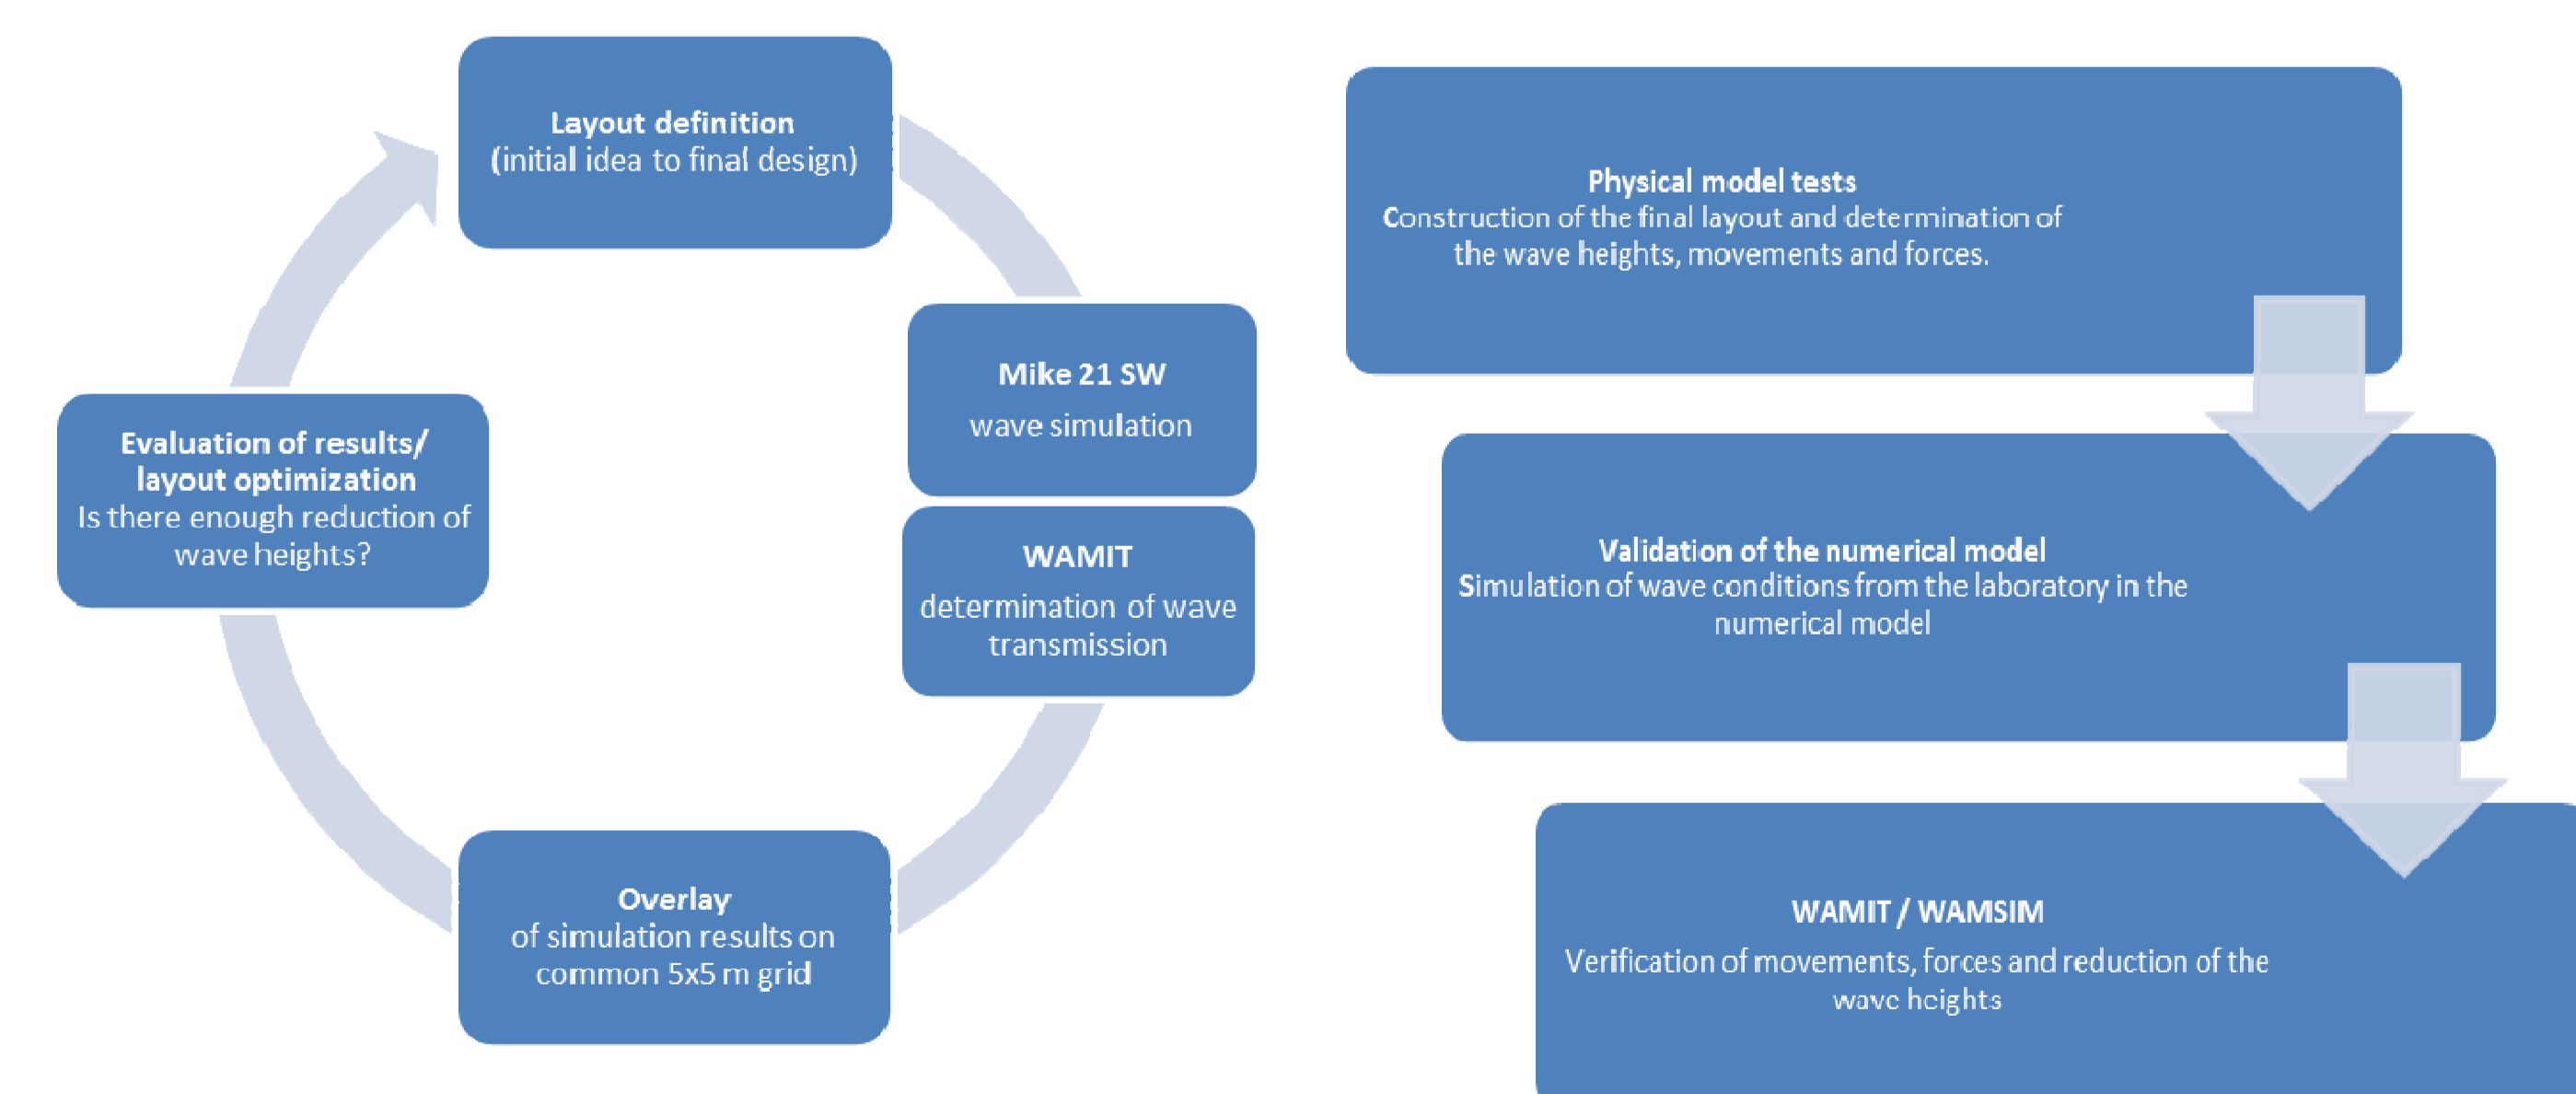 Layout definition
(initial idea to final design)
Mike 21 SW
wave simulation
WAMIT
determination of wave
transmission
Overlay
of simulation results on
common 5x5 m grid
Evaluation of results/
layout optimization
Is there enough reduction of
wave heights?
Physical model tests
Construction of the final layout and determination of
the wave heights, movements and forces.
Validation of the numerical model
Simulation of wave conditions from the laboratory in the
numerical model
WAMIT / WAMSIM
Verification of movements, forces and reduction of the
wave heights